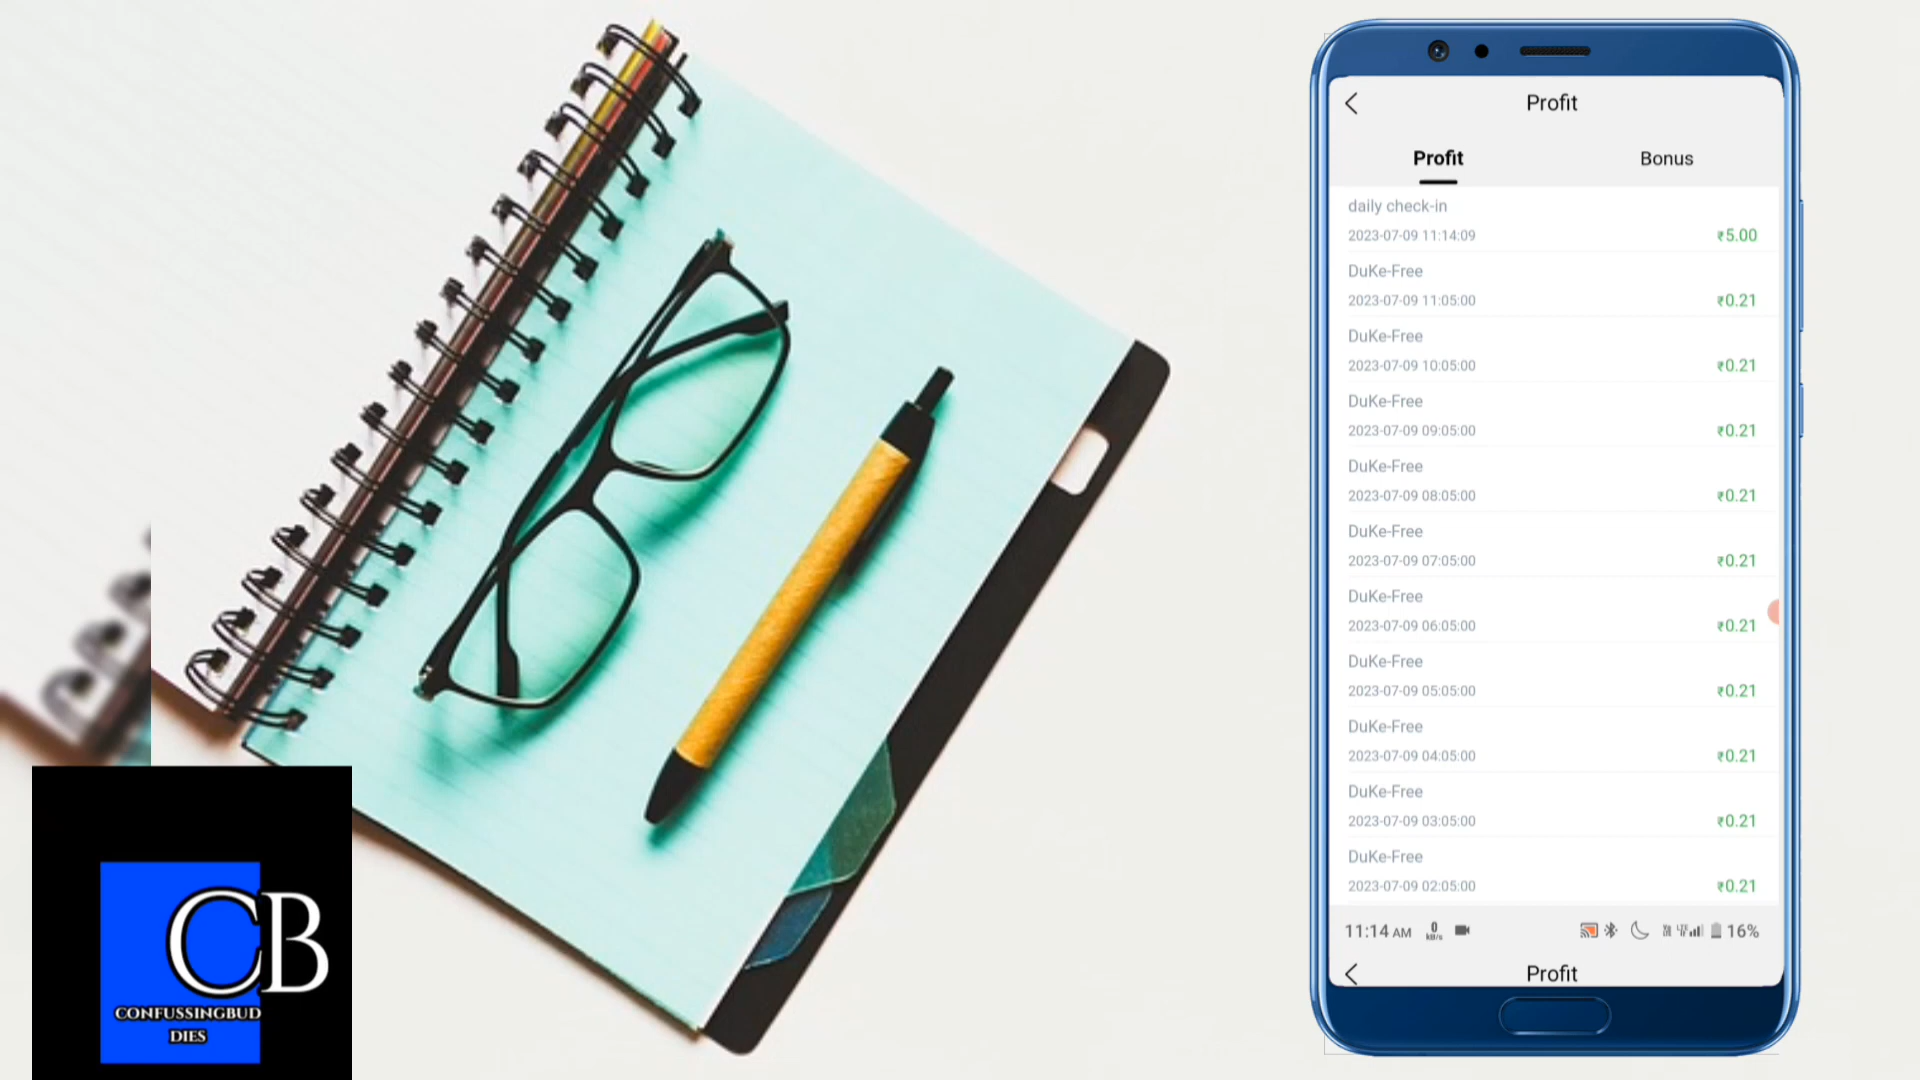 Profit
Profit Bonus
daily check-in
2023-07-09 11:14:09 ₹5.00
DuKe-Free
2023-07-09 11:05:00 ₹0.21
DuKe-Free
2023-07-09 10:05:00 ₹0.21
DuKe-Free
2023-07-09 09:05:00 ₹0.21
DuKe-Free
2023-07-09 08:05:00 ₹0.21
DuKe-Free
2023-07-09 07:05:00 ₹0.21
DuKe-Free
2023-07-09 06:05:00 ₹0.21
DuKe-Free
2023-07-09 05:05:00 ₹0.21
DuKe-Free
2023-07-09 04:05:00 ₹0.21
DuKe-Free
2023-07-09 03:05:00 ₹0.21
DuKe-Free
2023-07-09 02:05:00 ₹0.21
11:14 AM 0 kB/s 16%
Profit
CB
CONFUSSINGBUD
DIES